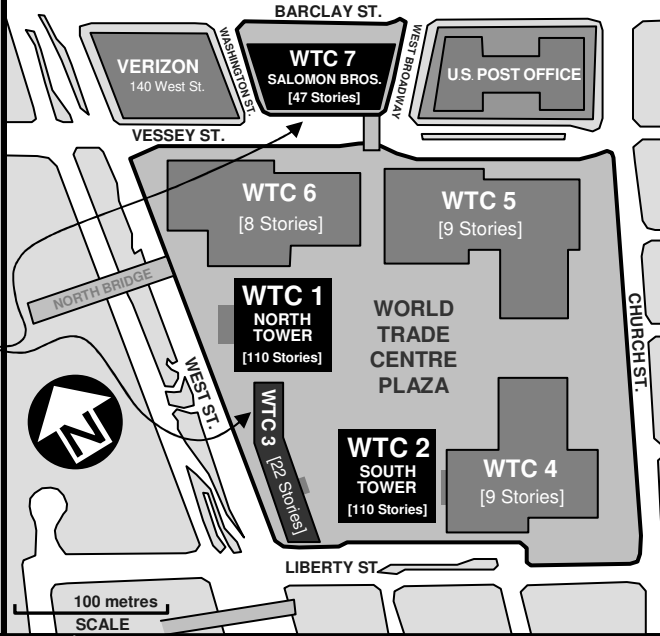 BARCLAY ST.
VERIZON
140 West St.
WASHINGTON ST.
WTC 7
SALOMON BROS.
[47 Stories]
WEST BROADWAY
U.S. POST OFFICE
VESSEY ST.
WTC 6
[8 Stories]
WTC 5
[9 Stories]
NORTH BRIDGE
WTC 1
NORTH
TOWER
[110 Stories]
WORLD
TRADE
CENTRE
PLAZA
CHURCH ST.
WEST ST.
N
WTC 3
[22 Stories]
WTC 2
SOUTH
TOWER
[110 Stories]
WTC 4
[9 Stories]
LIBERTY ST.
100 metres
SCALE